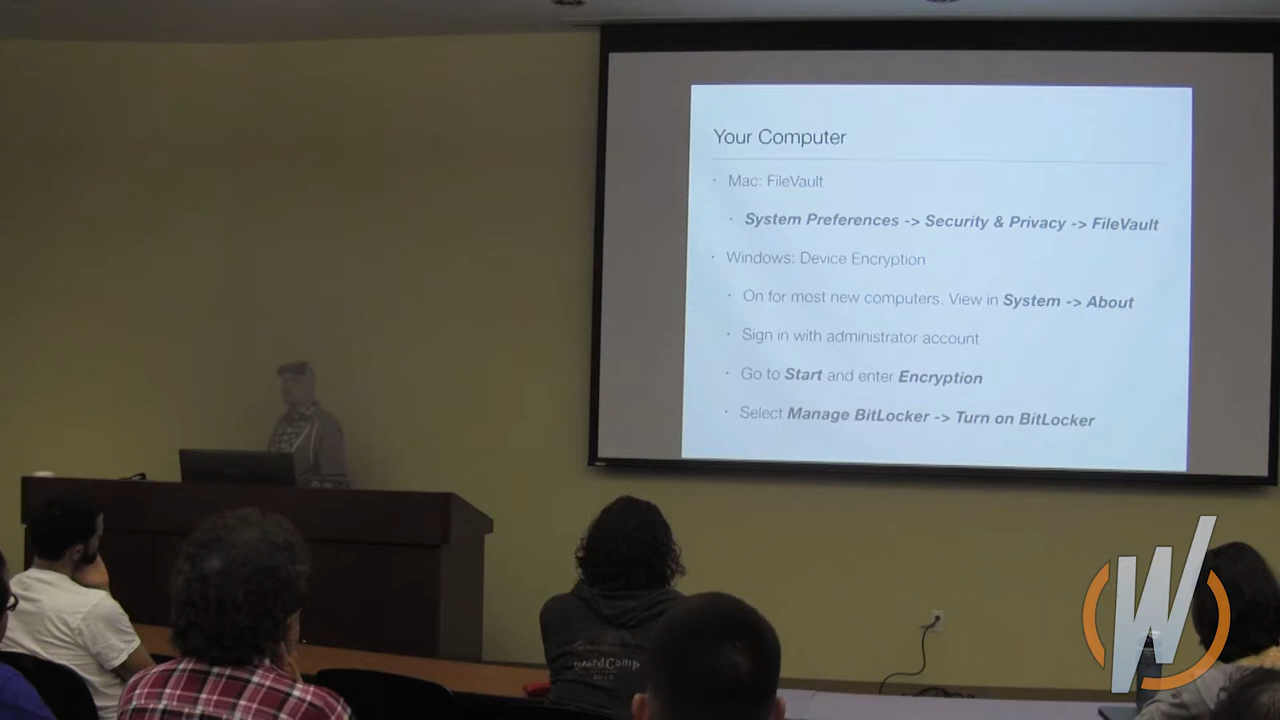 Your Computer
Mac: FileVault
System Preferences -> Security & Privacy -> FileVault
Windows: Device Encryption
On for most new computers. View in System -> About
Sign in with administrator account
Go to Start and enter Encryption
Select Manage BitLocker -> Turn on BitLocker
WordCamp
W